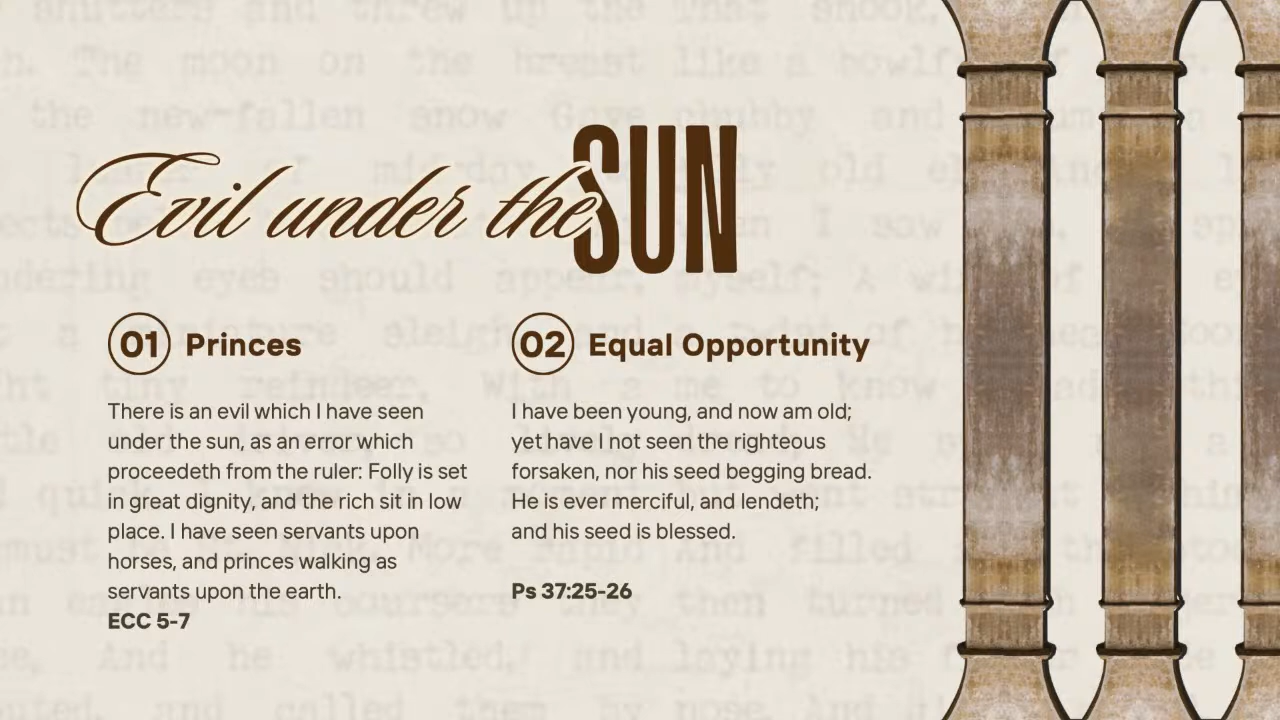 Evil under the SUN
01 Princes
There is an evil which I have seen
under the sun, as an error which
proceedeth from the ruler: Folly is set
in great dignity, and the rich sit in low
place. I have seen servants upon
horses, and princes walking as
servants upon the earth.
ECC 5-7
02 Equal Opportunity
I have been young, and now am old;
yet have I not seen the righteous
forsaken, nor his seed begging bread.
He is ever merciful, and lendeth;
and his seed is blessed.
Ps 37:25-26